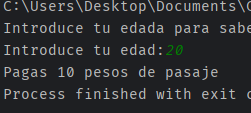 C:\Users\Desktop\Documents\
Introduce tu edada para sabe
Introduce tu edad:20
Pagas 10 pesos de pasaje
Process finished with exit